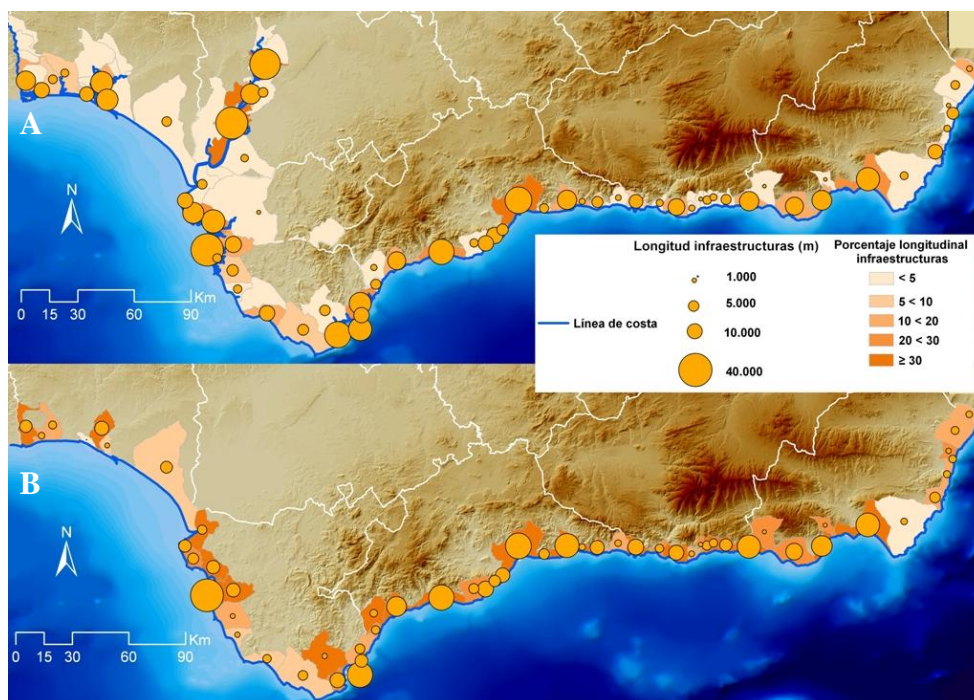 A
N
Km
0 15 30 60 90
Longitud infraestructuras (m)
1.000
5.000
10.000
40.000
Línea de costa
Porcentaje longitudinal
infraestructuras
< 5
5 < 10
10 < 20
20 < 30
≥ 30
B
N
Km
0 15 30 60 90